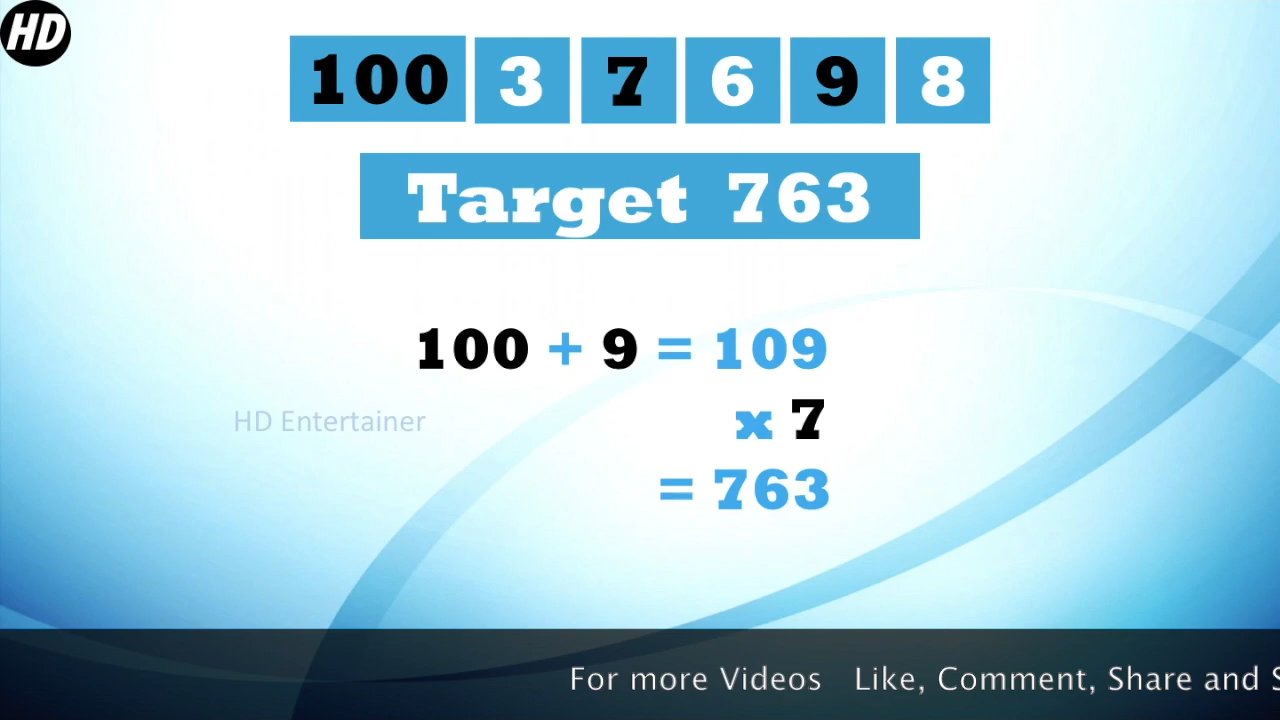 HD
100 3 7 6 9 8
Target 763
100 + 9 = 109
x 7
= 763
HD Entertainer
For more Videos Like, Comment, Share and S